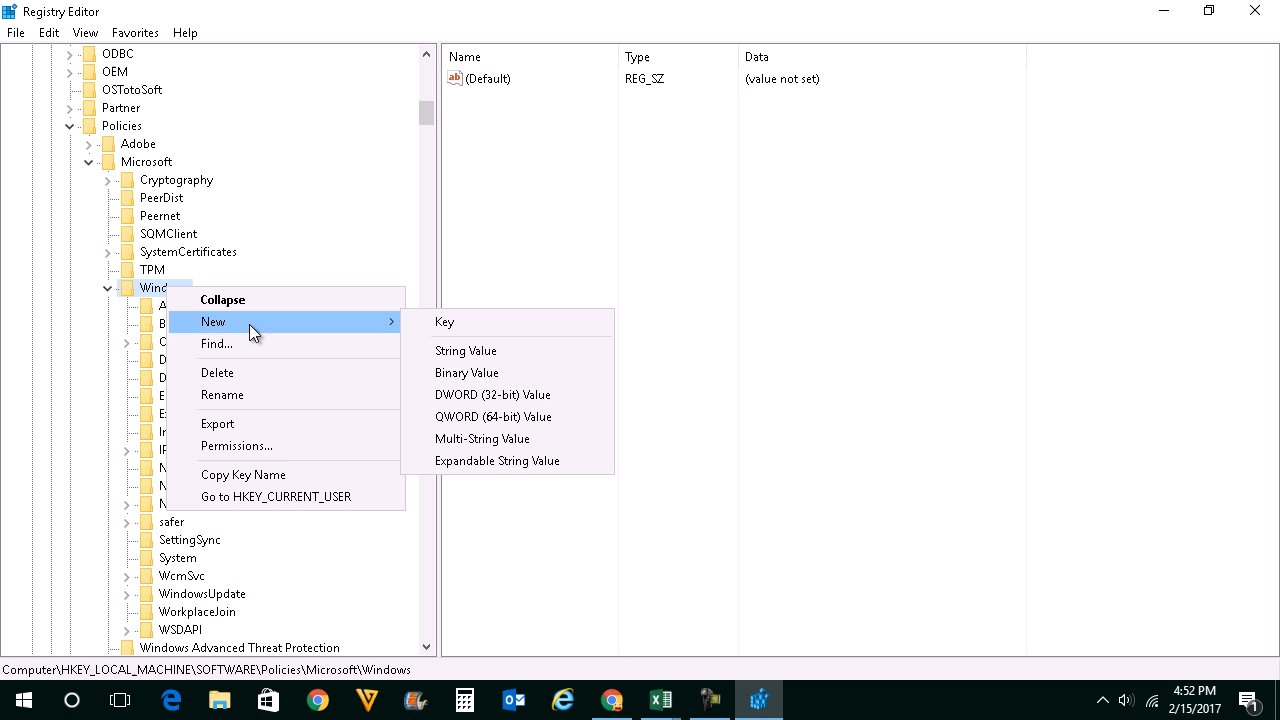 Registry Editor
File Edit View Favorites Help
ODBC
OEM
OSTotoSoft
Partner
Policies
Adobe
Microsoft
Cryptography
PeerDist
Peernet
SQMClient
SystemCertificates
TPM
safer
SettingSync
System
WcmSvc
WindowsUpdate
WorkplaceJoin
WSDAPI
Windows Advanced Threat Protection
Collapse
New
Find...
Delete
Rename
Export
Permissions...
Copy Key Name
Go to HKEY_CURRENT_USER
Key
String Value
Binary Value
DWORD (32-bit) Value
QWORD (64-bit) Value
Multi-String Value
Expandable String Value
Name Type Data
ab (Default) REG_SZ (value not set)
Computer\HKEY_LOCAL_MACHINE\SOFTWARE\Policies\Microsoft\Windows
4:52 PM
2/15/2017
1